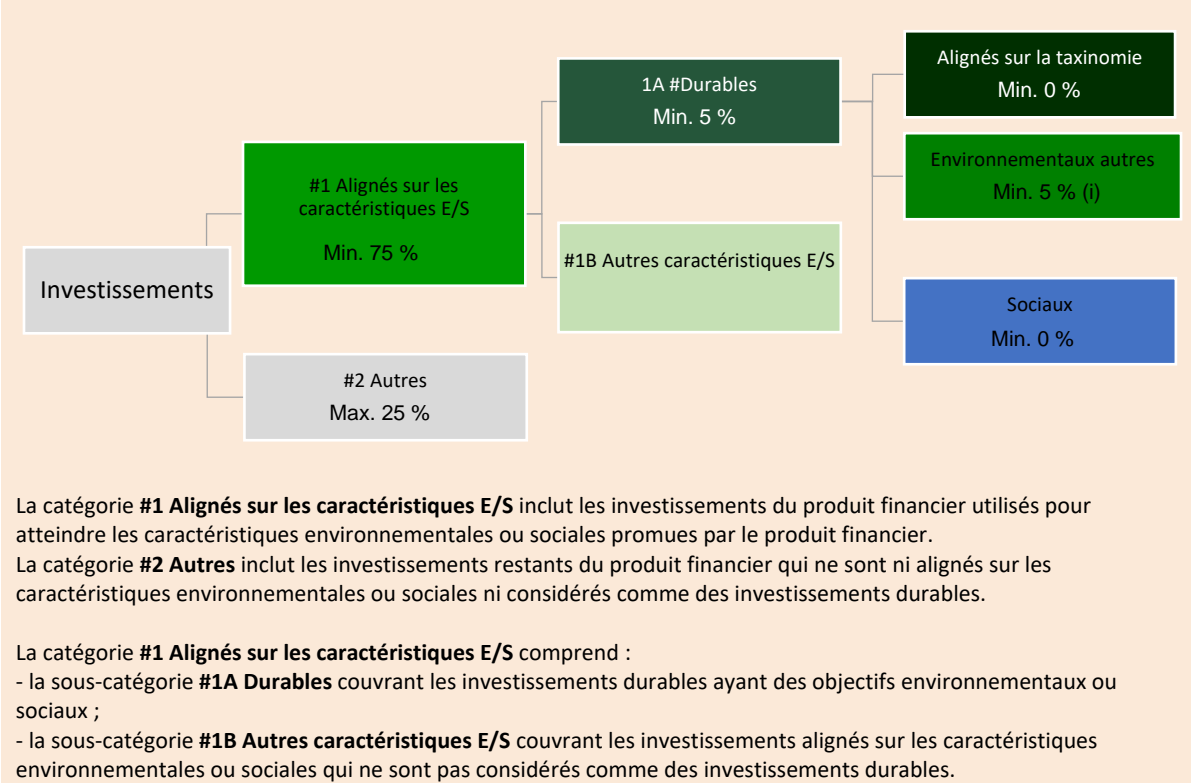 Alignés sur la taxinomie
Min. 0 %
1A #Durables
Min. 5 %
Environnementaux autres
Min. 5 % (i)
#1 Alignés sur les
caractéristiques E/S
Min. 75 %
#1B Autres caractéristiques E/S
Investissements
Sociaux
Min. 0 %
#2 Autres
Max. 25 %
La catégorie #1 Alignés sur les caractéristiques E/S inclut les investissements du produit financier utilisés pour
atteindre les caractéristiques environnementales ou sociales promues par le produit financier.
La catégorie #2 Autres inclut les investissements restants du produit financier qui ne sont ni alignés sur les
caractéristiques environnementales ou sociales ni considérés comme des investissements durables.
La catégorie #1 Alignés sur les caractéristiques E/S comprend :
- la sous-catégorie #1A Durables couvrant les investissements durables ayant des objectifs environnementaux ou
sociaux ;
- la sous-catégorie #1B Autres caractéristiques E/S couvrant les investissements alignés sur les caractéristiques
environnementales ou sociales qui ne sont pas considérés comme des investissements durables.